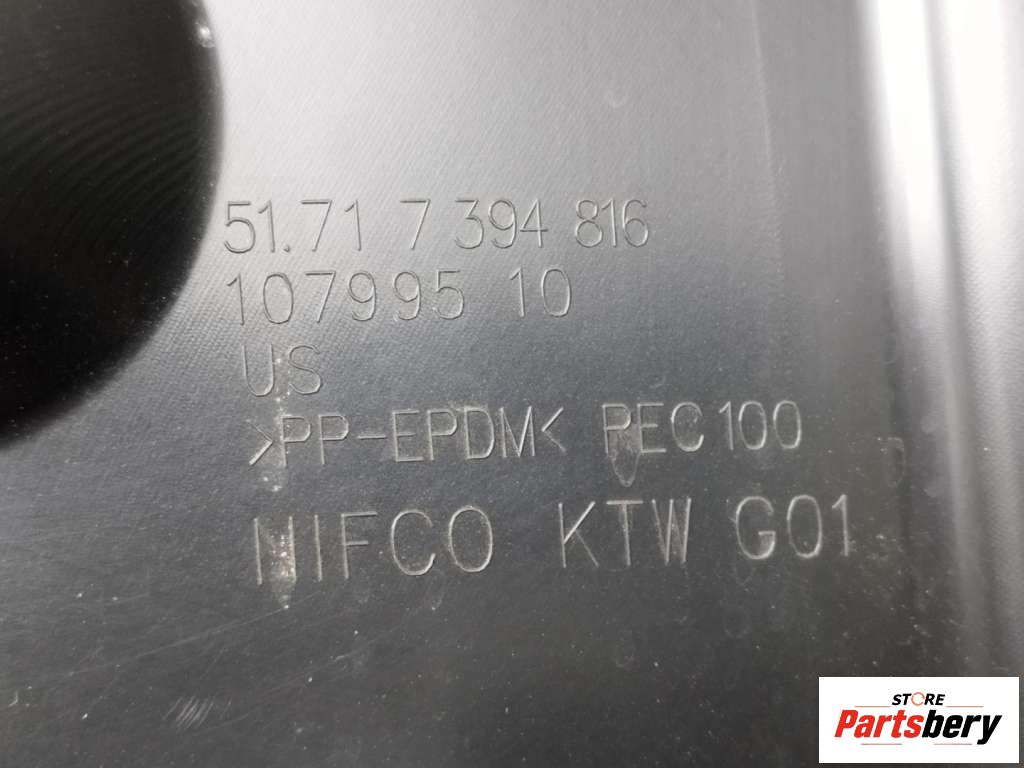 51.71 7 394 816
107995 10
US
>PP-EPDM< REC100
NIFCO KTW G01
STORE
Partsbery